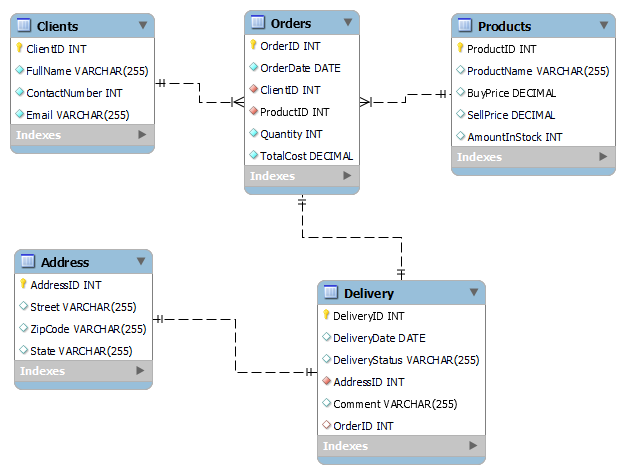 Clients
ClientID INT
FullName VARCHAR(255)
ContactNumber INT
Email VARCHAR(255)
Indexes
Orders
OrderID INT
OrderDate DATE
ClientID INT
ProductID INT
Quantity INT
TotalCost DECIMAL
Indexes
Products
ProductID INT
ProductName VARCHAR(255)
BuyPrice DECIMAL
SellPrice DECIMAL
AmountInStock INT
Indexes
Address
AddressID INT
Street VARCHAR(255)
ZipCode VARCHAR(255)
State VARCHAR(255)
Indexes
Delivery
DeliveryID INT
DeliveryDate DATE
DeliveryStatus VARCHAR(255)
AddressID INT
Comment VARCHAR(255)
OrderID INT
Indexes